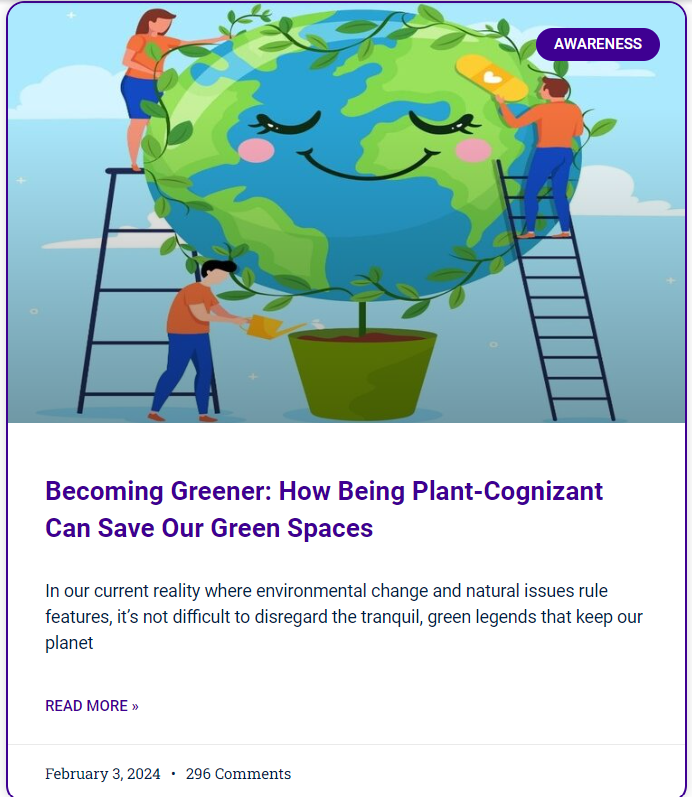 AWARENESS
Becoming Greener: How Being Plant-Cognizant
Can Save Our Green Spaces
In our current reality where environmental change and natural issues rule
features, it’s not difficult to disregard the tranquil, green legends that keep our
planet
READ MORE »
February 3, 2024 • 296 Comments